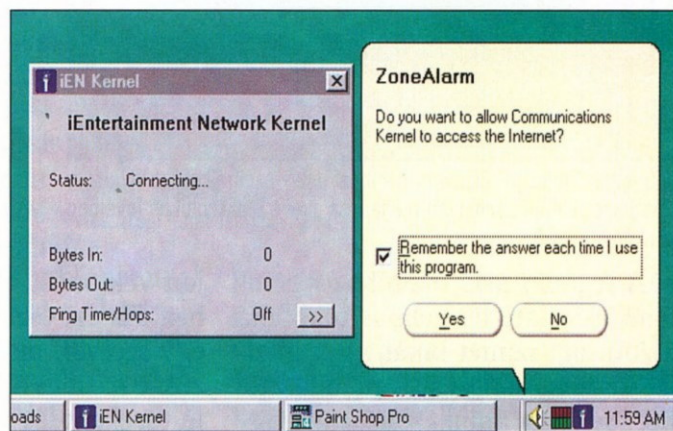 iEN Kernel
iEntertainment Network Kernel
Status: Connecting...
Bytes In: 0
Bytes Out: 0
Ping Time/Hops: Off >>
ZoneAlarm
Do you want to allow Communications
Kernel to access the Internet?
Remember the answer each time I use
this program.
Yes No
oads iEN Kernel Paint Shop Pro 11:59 AM